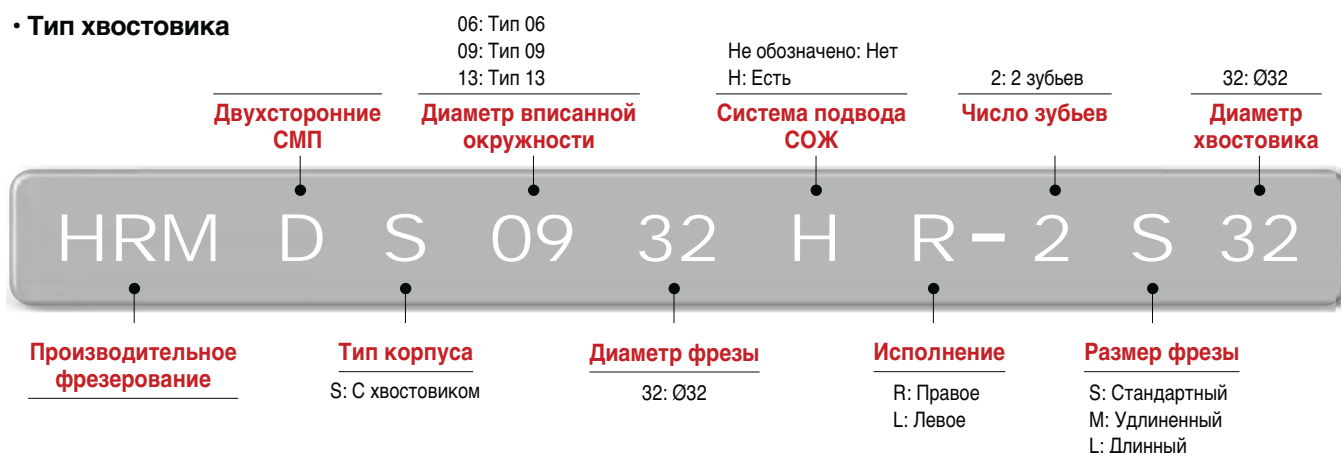 • Тип хвостовика
06: Тип 06
09: Тип 09
13: Тип 13
Не обозначено: Нет
H: Есть
2: 2 зубьев
32: Ø32
Двухсторонние
СМП
Диаметр вписанной
окружности
Система подвода
СОЖ
Число зубьев
Диаметр
хвостовика
HRM D S 09 32 H R - 2 S 32
Производительное
фрезерование
Тип корпуса
S: С хвостовиком
Диаметр фрезы
32: Ø32
Исполнение
R: Правое
L: Левое
Размер фрезы
S: Стандартный
M: Удлиненный
L: Длинный